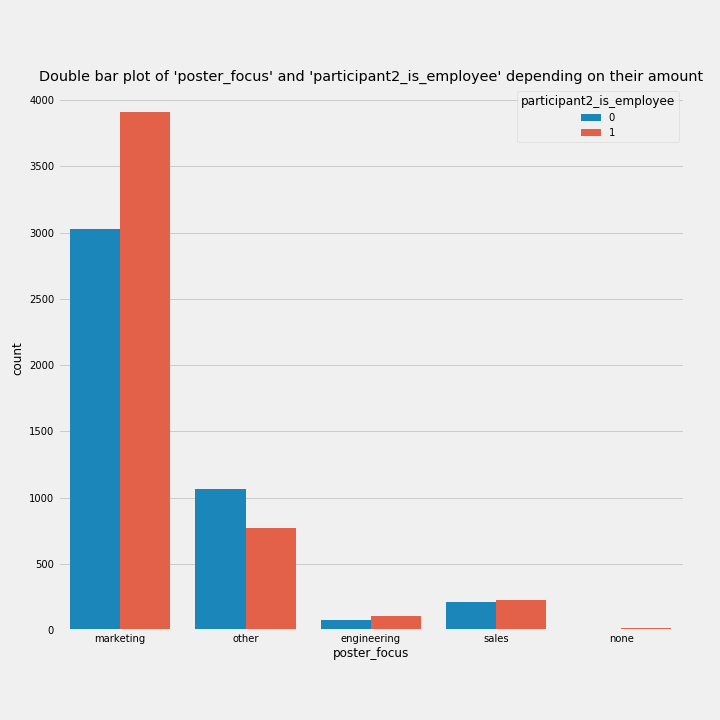 Double bar plot of 'poster_focus' and 'participant2_is_employee' depending on their amount
participant2_is_employee
0
1
4000
3500
3000
2500
2000
1500
1000
500
0
count
marketing other engineering sales none
poster_focus